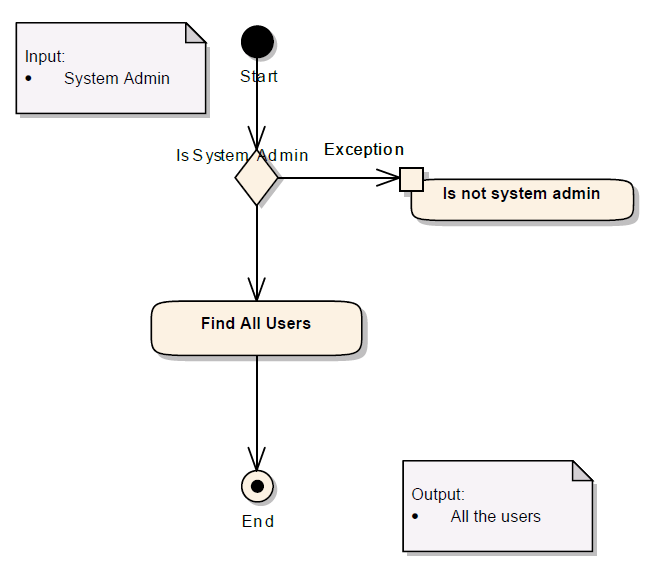 Input:
• System Admin
Start
Is System Admin
Exception
Is not system admin
Find All Users
End
Output:
• All the users